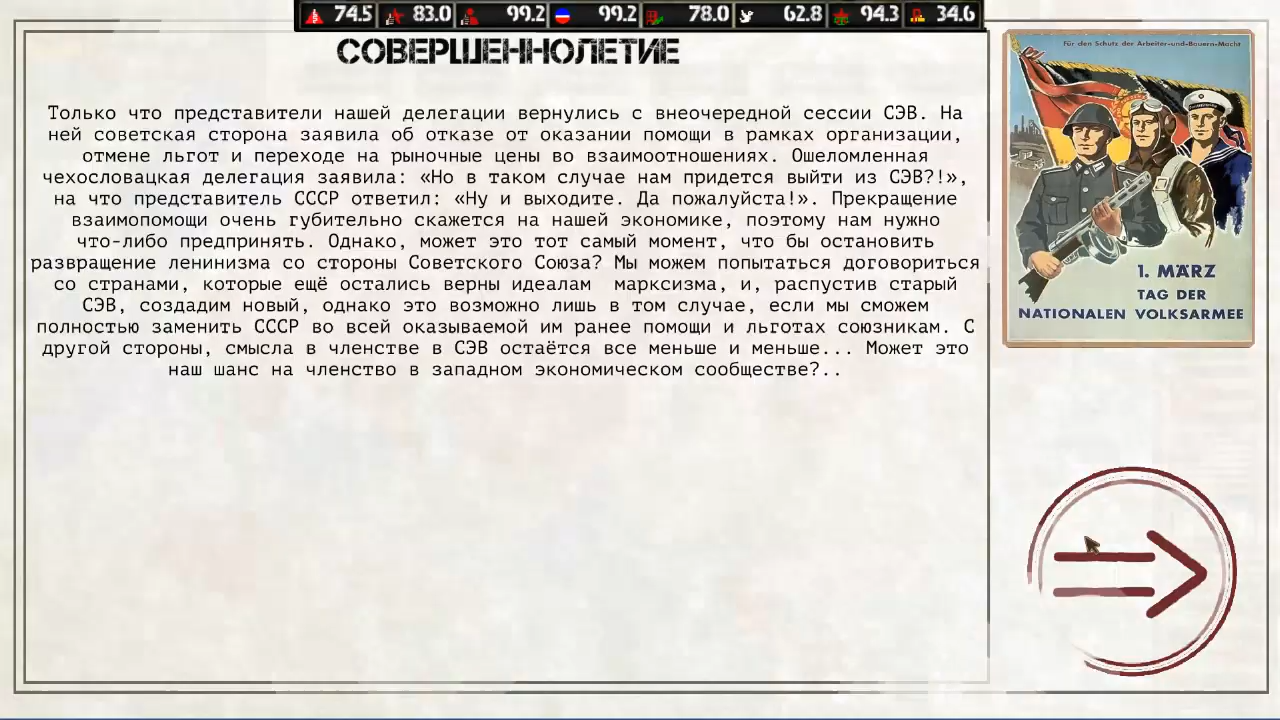 74.5 83.0 99.2 99.2 78.0 62.8 94.3 34.6
СОВЕРШЕННОЛЕТИЕ
Только что представители нашей делегации вернулись с внеочередной сессии СЭВ. На
ней советская сторона заявила об отказе от оказании помощи в рамках организации,
отмене льгот и переходе на рыночные цены во взаимоотношениях. Ошеломленная
чехословацкая делегация заявила: «Но в таком случае нам придется выйти из СЭВ?!»,
на что представитель СССР ответил: «Ну и выходите. Да пожалуйста!». Прекращение
взаимопомощи очень губительно скажется на нашей экономике, поэтому нам нужно
что-либо предпринять. Однако, может это тот самый момент, что бы остановить
развращение ленинизма со стороны Советского Союза? Мы можем попытаться договориться
со странами, которые ещё остались верны идеалам  марксизма, и, распустив старый
СЭВ, создадим новый, однако это возможно лишь в том случае, если мы сможем
полностью заменить СССР во всей оказываемой им ранее помощи и льготах союзникам. С
другой стороны, смысла в членстве в СЭВ остаётся все меньше и меньше... Может это
наш шанс на членство в западном экономическом сообществе?..
Für den Schutz der Arbeiter-und-Bauern-Macht
1. MÄRZ
TAG DER
NATIONALEN VOLKSARMEE